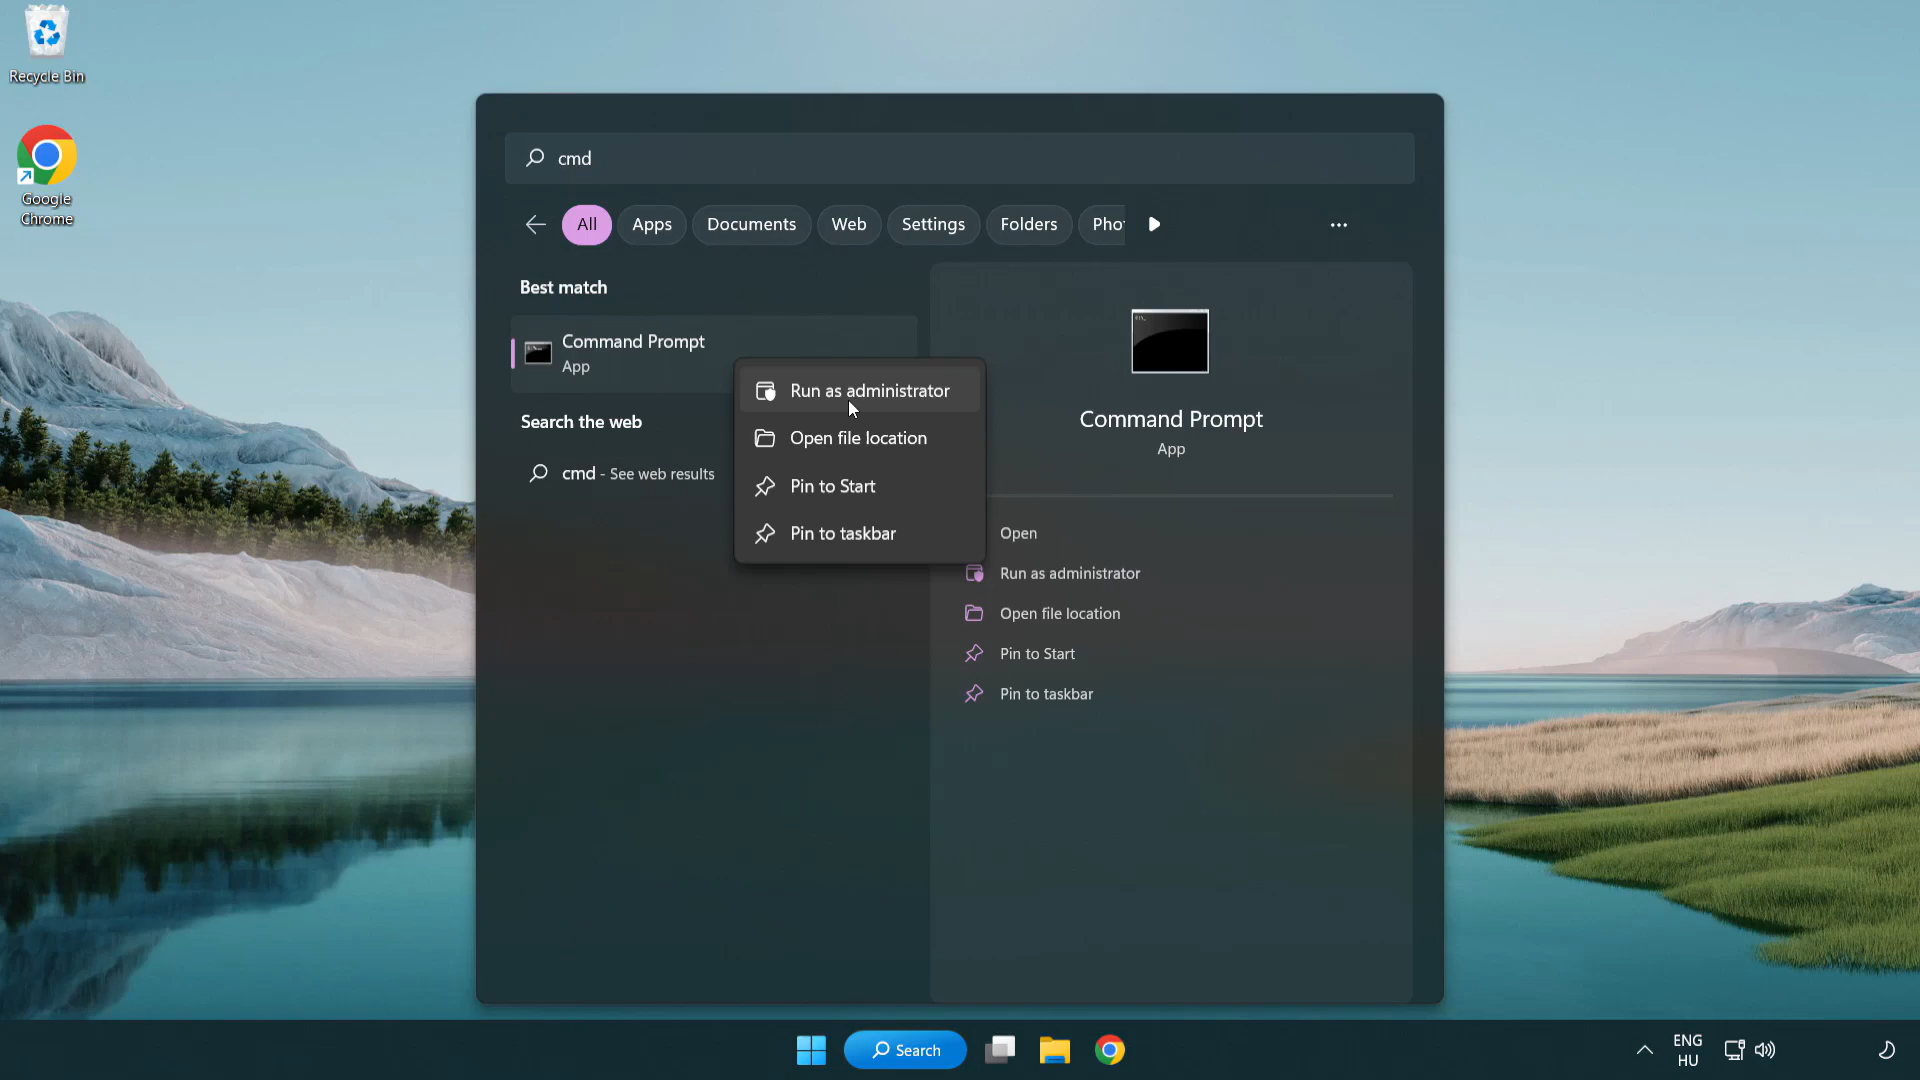 Recycle Bin
Google
Chrome
cmd
All
Apps
Documents
Web
Settings
Folders
Pho
Best match
Command Prompt
App
Search the web
cmd - See web results
Run as administrator
Open file location
Pin to Start
Pin to taskbar
Command Prompt
App
Open
Run as administrator
Open file location
Pin to Start
Pin to taskbar
Search
ENG
HU